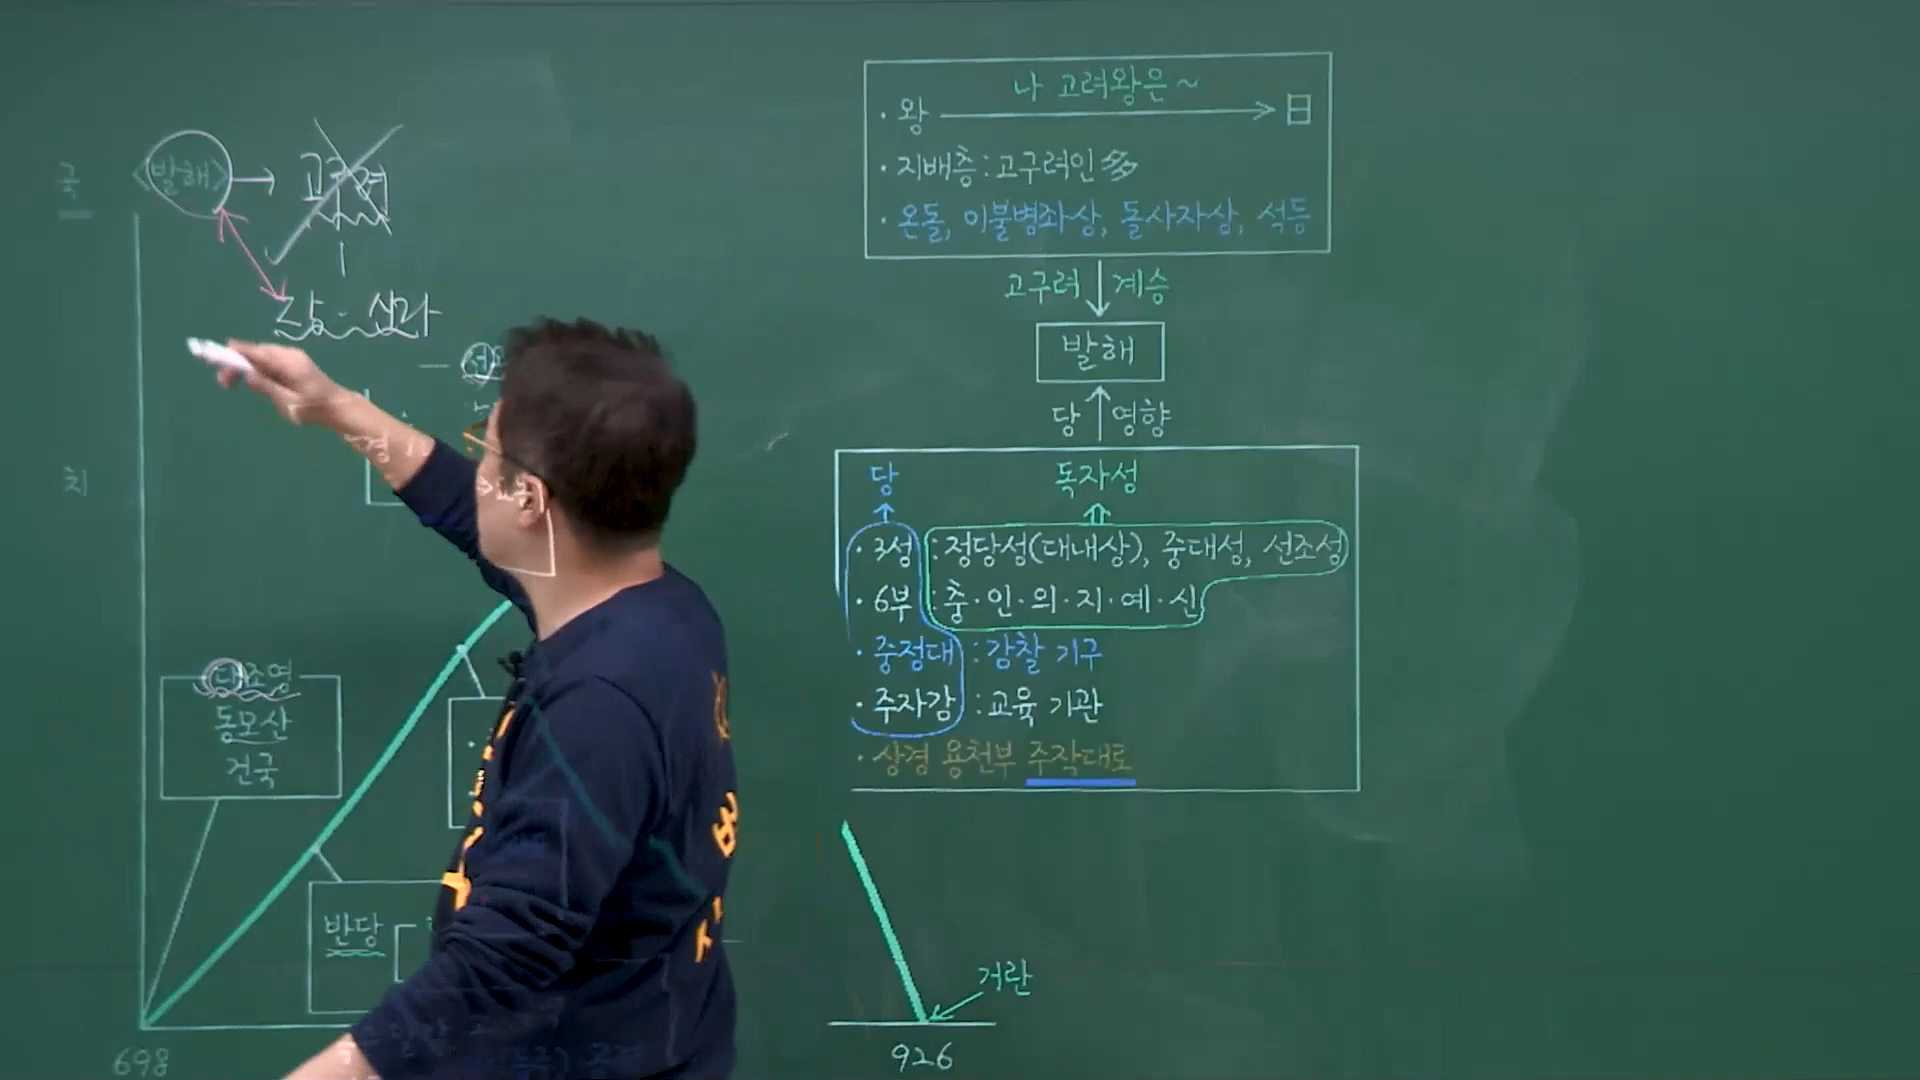 국
<발해> → 고구려
당·신라
치
대조영
동모산
건국
반당
698
나 고려왕은~
· 왕 → 日
· 지배층:고구려인 多
· 온돌, 이불병좌상, 돌사자상, 석등
고구려 ↓ 계승
발해
당 ↑ 영향
당 독자성
· 3성 : 정당성(대내상), 중대성, 선조성
· 6부 : 충·인·의·지·예·신
· 중정대 : 감찰 기구
· 주자감 : 교육 기관
· 상경 용천부 주작대로
거란
926